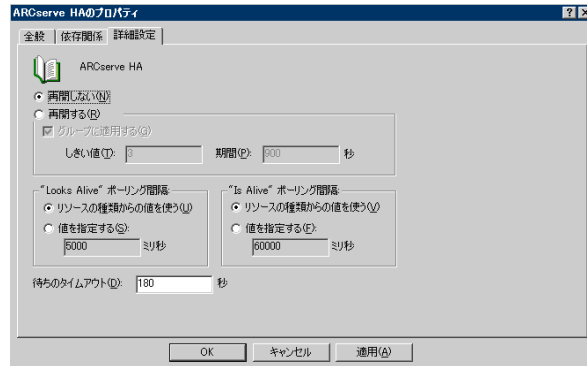 ARCserve HAのプロパティ
全般
依存関係
詳細設定
ARCserve HA
再開しない(N)
再開する(R)
グループに適用する(G)
しきい値(T): 3 期間(P): 900 秒
"Looks Alive" ポーリング間隔
リソースの種類からの値を使う(U)
値を指定する(S):
5000 ミリ秒
"Is Alive" ポーリング間隔
リソースの種類からの値を使う(V)
値を指定する(F):
60000 ミリ秒
待ちのタイムアウト(D): 180 秒
OK キャンセル 適用(A)